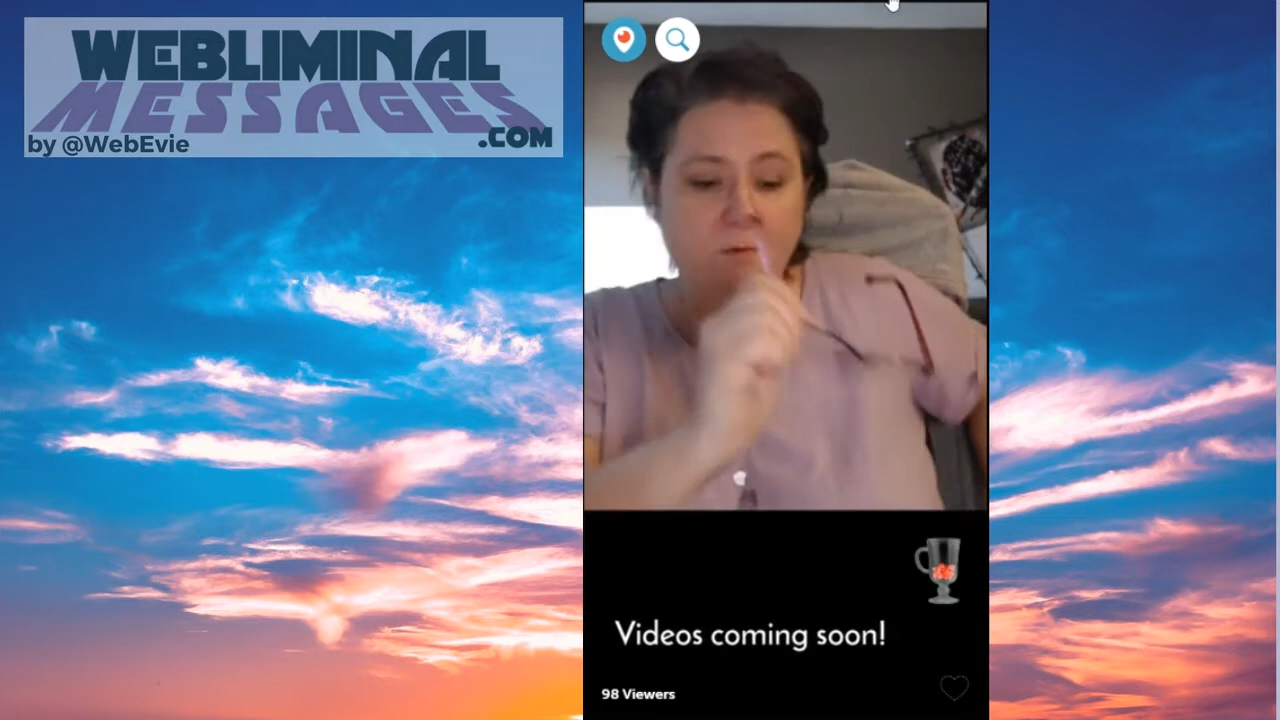 WEBLIMINAL
MESSAGES
.COM
by @WebEvie
Videos coming soon!
98 Viewers